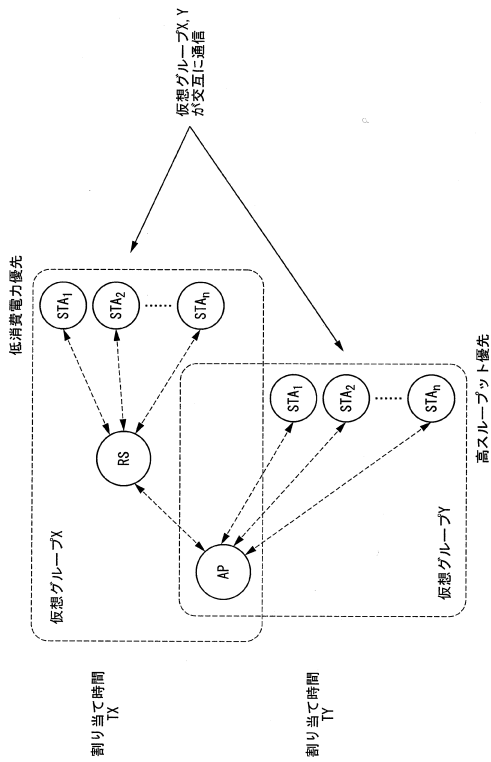 低消費電力優先
仮想グループX
割り当て時間
TX
RS
STA1
STA2
......
STAn
仮想グループX, Y
が交互に通信
AP
STA1
STA2
......
STAn
仮想グループY
割り当て時間
TY
高スループット優先